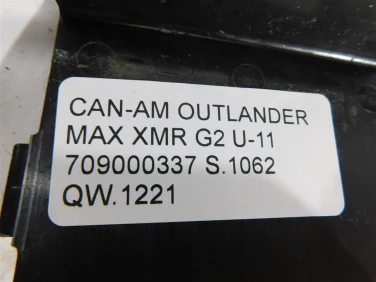 CAN-AM OUTLANDER
MAX XMR G2 U-11
709000337 S.1062
QW.1221